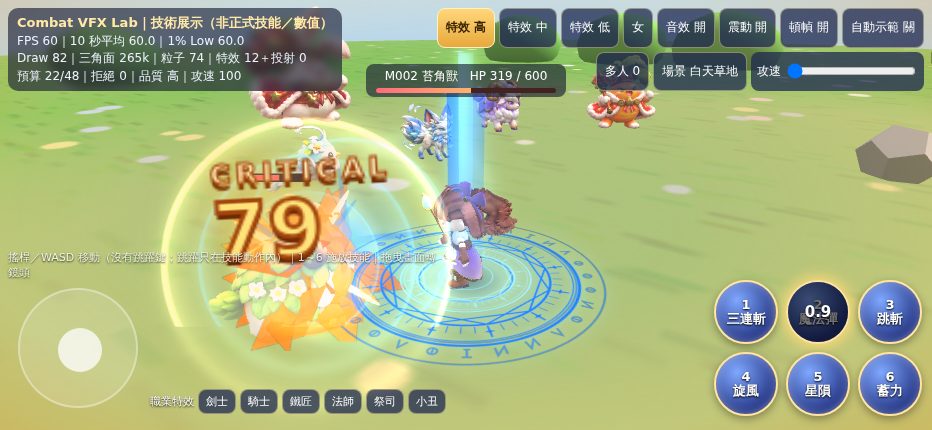 Combat VFX Lab｜技術展示（非正式技能／數值）
FPS 60｜10 秒平均 60.0｜1% Low 60.0
Draw 82｜三角面 265k｜粒子 74｜特效 12＋投射 0
預算 22/48｜拒絕 0｜品質 高｜攻速 100
特效 高
特效 中
特效 低
女
音效 開
震動 開
頓幀 開
自動示範 關
多人 0
場景 白天草地
攻速
M002 苔角獸 HP 319 / 600
CRITICAL
79
搖桿／WASD 移動（沒有跳躍鍵；跳躍只在技能動作內）｜1～6 施放技能｜拖曳畫面轉
鏡頭
1
三連斬
2
魔法彈
0.9
3
跳斬
4
旋風
5
星隕
6
蓄力
職業特效
劍士
騎士
鐵匠
法師
祭司
小丑